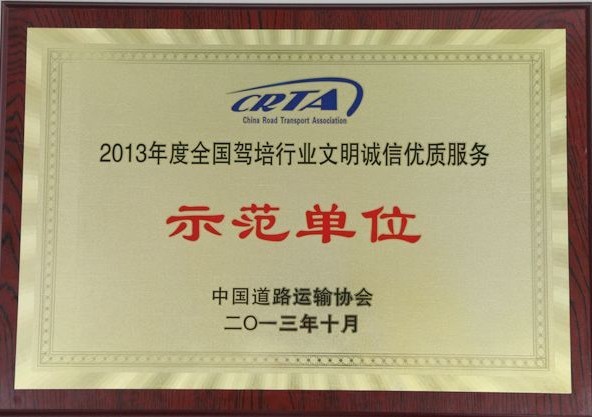 CRTA
China Road Transport Association
2013年度全国驾培行业文明诚信优质服务
示范单位
中国道路运输协会
二〇一三年十月